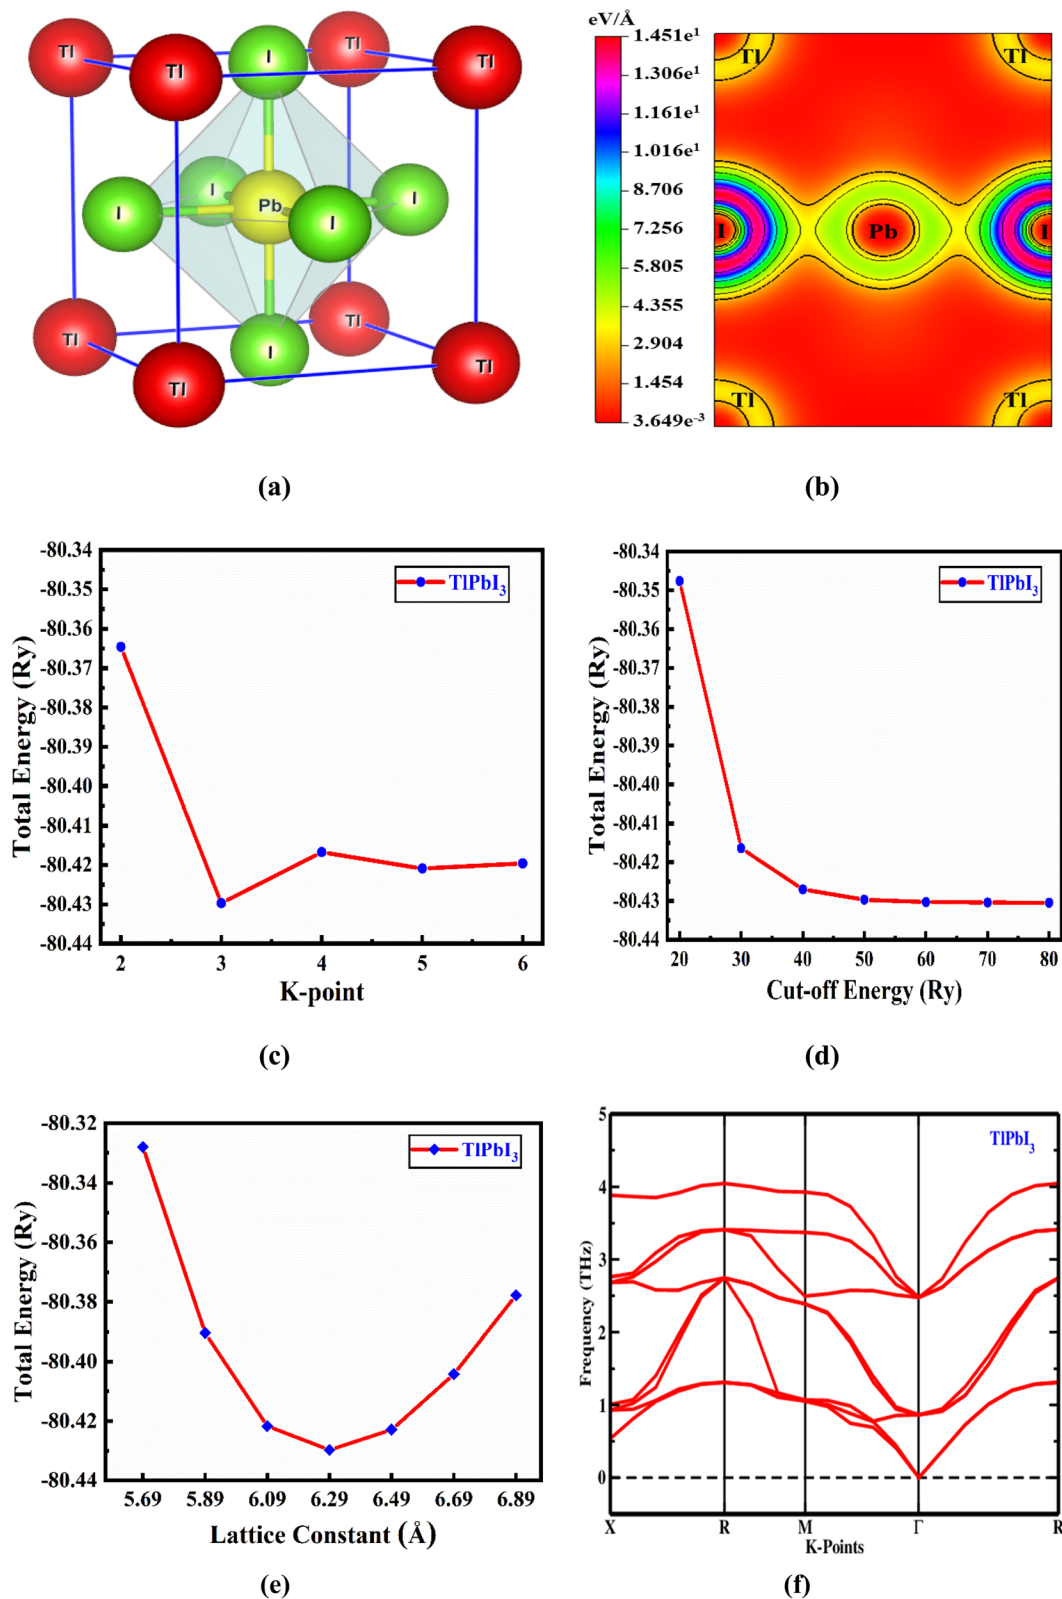 Tl
Tl
Tl
Tl
I
I
I
I
I
I
Pb
Tl
Tl
Tl
Tl
(a)
eV/Å
1.451e¹
1.306e¹
1.161e¹
1.016e¹
8.706
7.256
5.805
4.355
2.904
1.454
3.649e⁻³
Tl Tl
I Pb I
Tl Tl
(b)
Total Energy (Ry)
-80.34
-80.35
-80.36
-80.37
-80.38
-80.39
-80.40
-80.41
-80.42
-80.43
-80.44
TlPbI₃
2 3 4 5 6
K-point
(c)
Total Energy (Ry)
-80.34
-80.35
-80.36
-80.37
-80.38
-80.39
-80.40
-80.41
-80.42
-80.43
-80.44
TlPbI₃
20 30 40 50 60 70 80
Cut-off Energy (Ry)
(d)
Total Energy (Ry)
-80.32
-80.34
-80.36
-80.38
-80.40
-80.42
-80.44
TlPbI₃
5.69 5.89 6.09 6.29 6.49 6.69 6.89
Lattice Constant (Å)
(e)
Frequency (THz)
5
4
3
2
1
0
TlPbI₃
X R M Γ R
K-Points
(f)